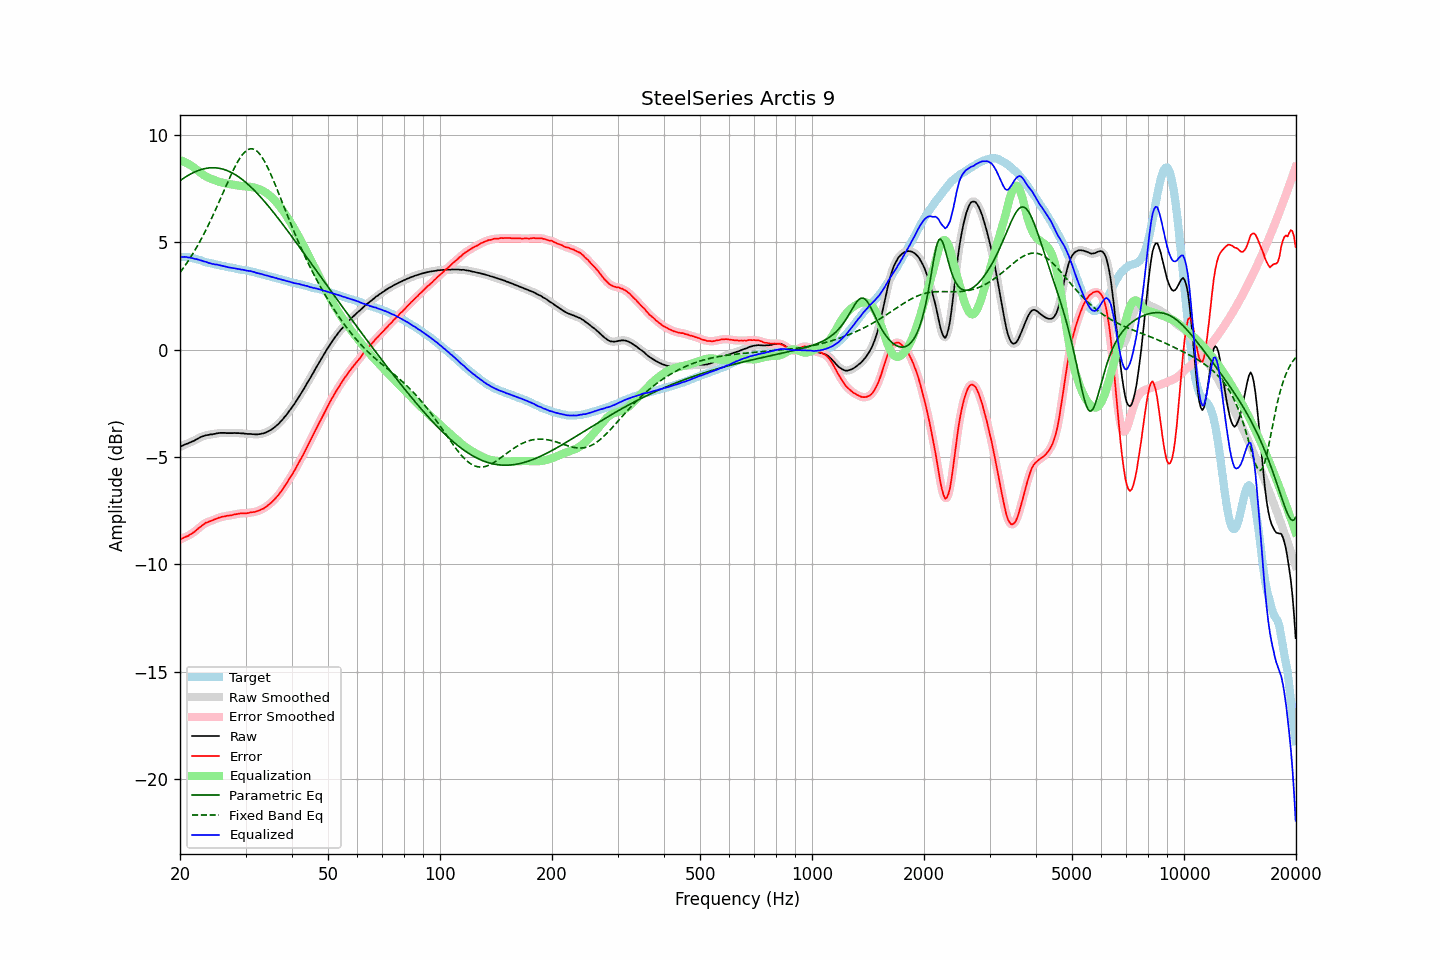 SteelSeries Arctis 9
Amplitude (dBr)
10
5
0
−5
−10
−15
−20
Target
Raw Smoothed
Error Smoothed
Raw
Error
Equalization
Parametric Eq
Fixed Band Eq
Equalized
20 50 100 200 500 1000 2000 5000 10000 20000
Frequency (Hz)